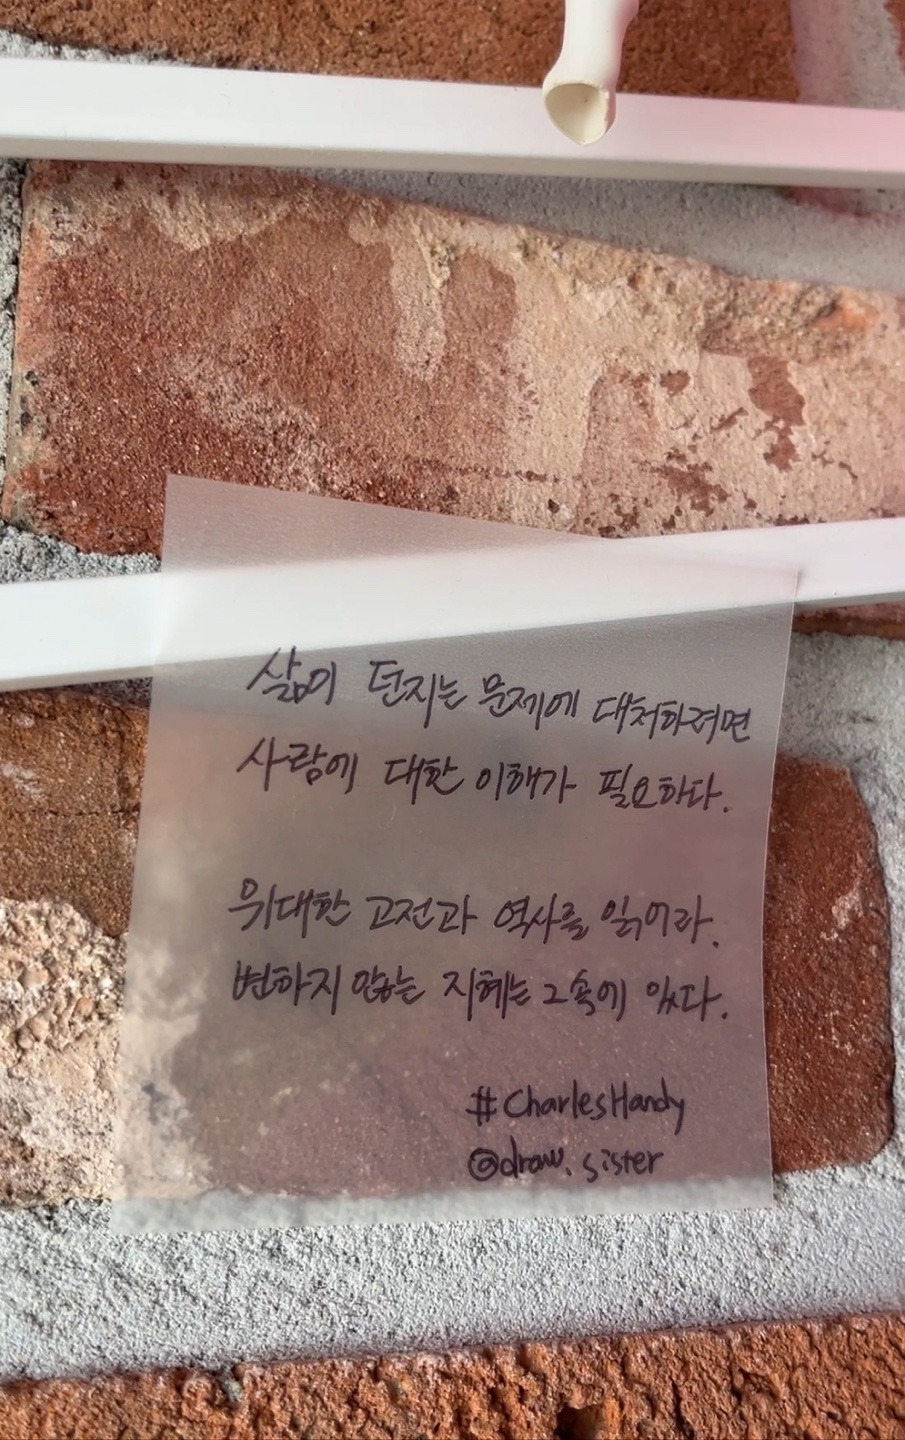 삶이 던지는 문제에 대처하려면
사람에 대한 이해가 필요하다.
위대한 고전과 역사를 읽어라.
변하지 않는 지혜는 그 속에 있다.
#CharlesHandy
@draw.sister